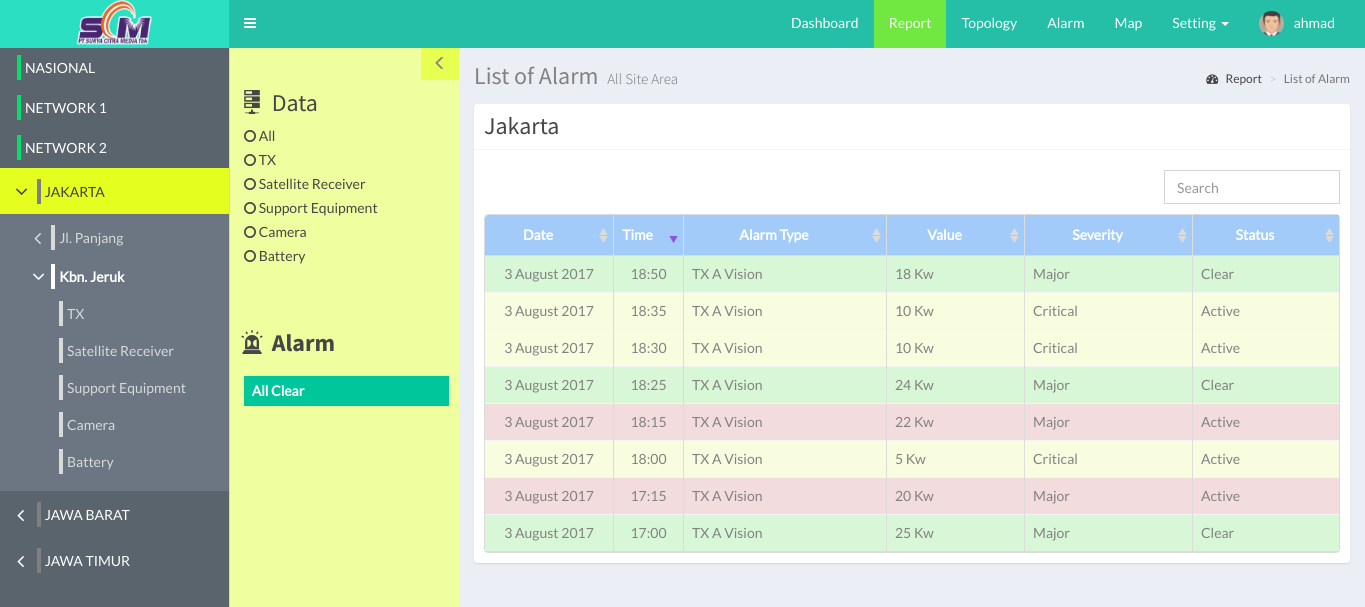 SCM
PT SURYA CITRA MEDIA Tbk
Dashboard Report Topology Alarm Map Setting ahmad
NASIONAL
NETWORK 1
NETWORK 2
JAKARTA
Jl. Panjang
Kbn. Jeruk
TX
Satellite Receiver
Support Equipment
Camera
Battery
JAWA BARAT
JAWA TIMUR
Data
All
TX
Satellite Receiver
Support Equipment
Camera
Battery
Alarm
All Clear
List of Alarm All Site Area
Report > List of Alarm
Jakarta
Search
Date Time Alarm Type Value Severity Status
3 August 2017 18:50 TX A Vision 18 Kw Major Clear
3 August 2017 18:35 TX A Vision 10 Kw Critical Active
3 August 2017 18:30 TX A Vision 10 Kw Critical Active
3 August 2017 18:25 TX A Vision 24 Kw Major Clear
3 August 2017 18:15 TX A Vision 22 Kw Major Active
3 August 2017 18:00 TX A Vision 5 Kw Critical Active
3 August 2017 17:15 TX A Vision 20 Kw Major Active
3 August 2017 17:00 TX A Vision 25 Kw Major Clear